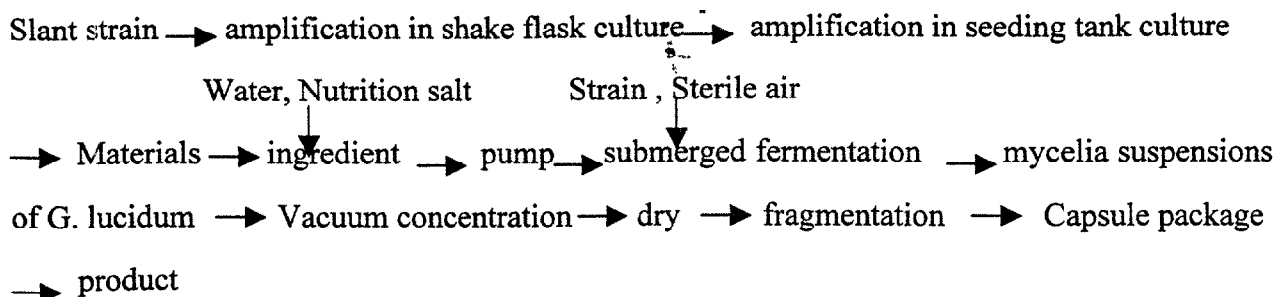 Slant strain → amplification in shake flask culture → amplification in seeding tank culture
Water, Nutrition salt Strain , Sterile air
→ Materials → ingredient → pump → submerged fermentation → mycelia suspensions
of G. lucidum → Vacuum concentration → dry → fragmentation → Capsule package
→ product